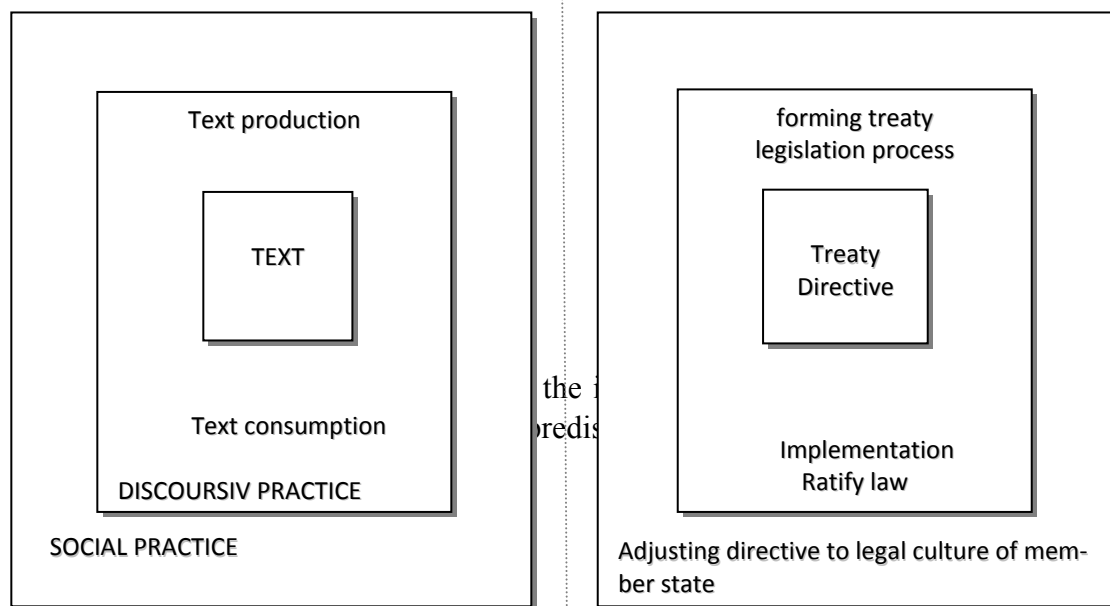 Text production
TEXT
Text consumption
DISCOURSIV PRACTICE
SOCIAL PRACTICE
the
forming treaty
legislation process
Treaty
Directive
Implementation
Ratify law
Adjusting directive to legal culture of mem-
ber state